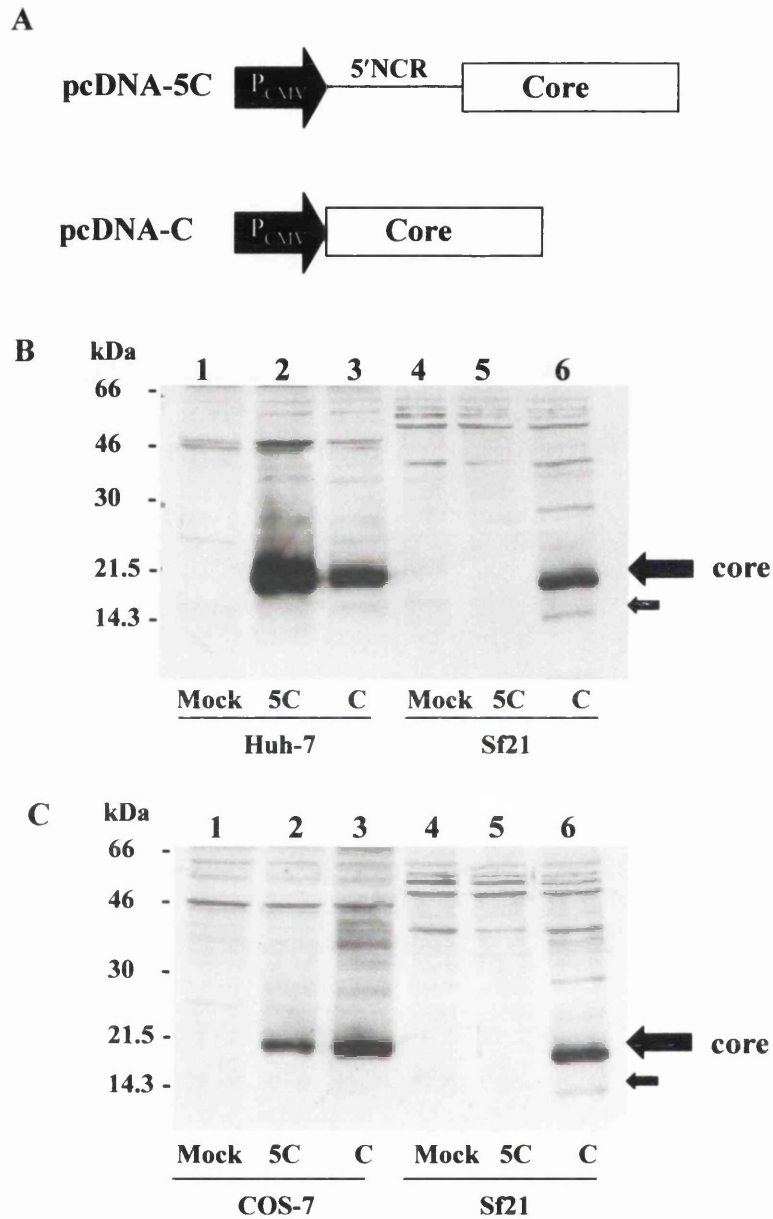 A
pcDNA-5C
P CMV
5'NCR
Core
pcDNA-C
P CMV
Core
B
kDa
1 2 3 4 5 6
66 -
46 -
30 -
21.5 -
core
14.3 -
Mock 5C C Mock 5C C
Huh-7 Sf21
C
kDa
1 2 3 4 5 6
66 -
46 -
30 -
21.5 -
core
14.3 -
Mock 5C C Mock 5C C
COS-7 Sf21